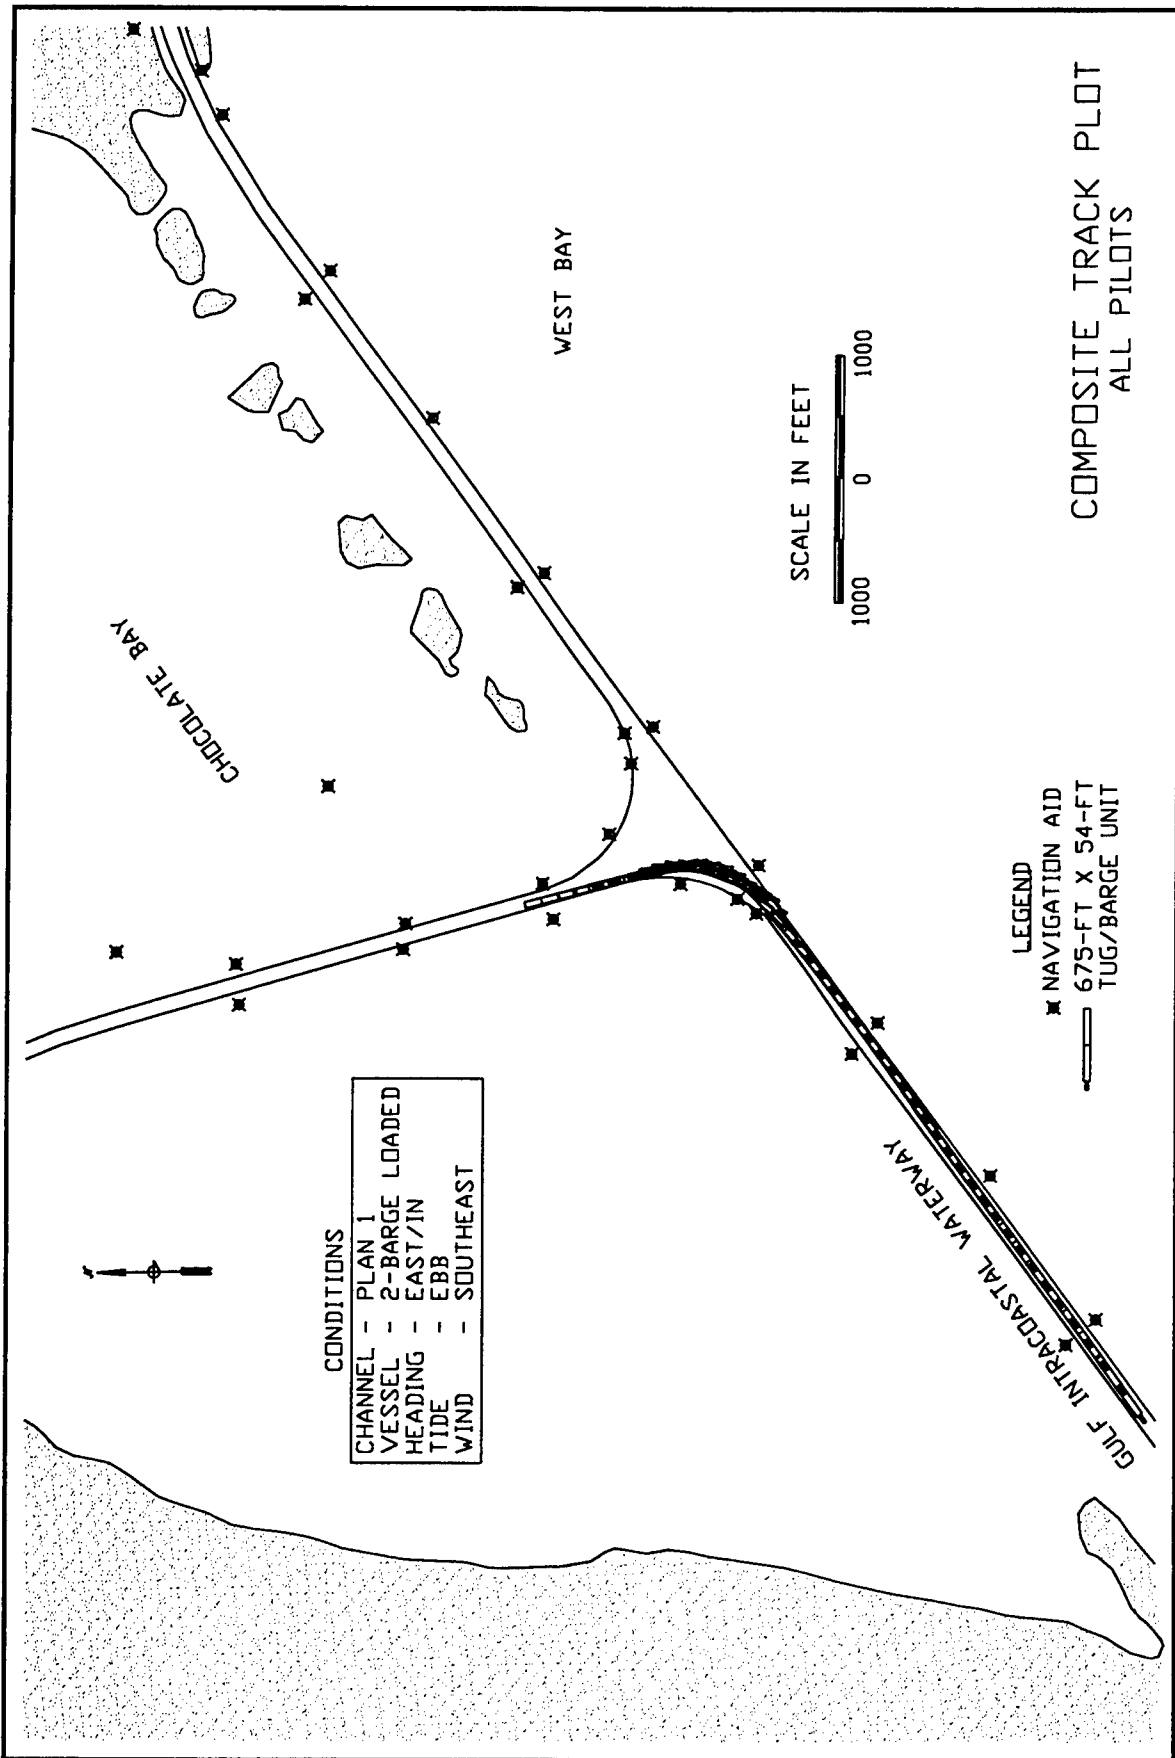 CHOCOLATE BAY
WEST BAY
CONDITIONS
CHANNEL - PLAN 1
VESSEL - 2-BARGE LOADED
HEADING - EAST/IN
TIDE - EBB
WIND - SOUTHEAST
GULF INTRACOASTAL WATERWAY
SCALE IN FEET
1000 0 1000
LEGEND
NAVIGATION AID
675-FT X 54-FT
TUG/BARGE UNIT
COMPOSITE TRACK PLOT
ALL PILOTS